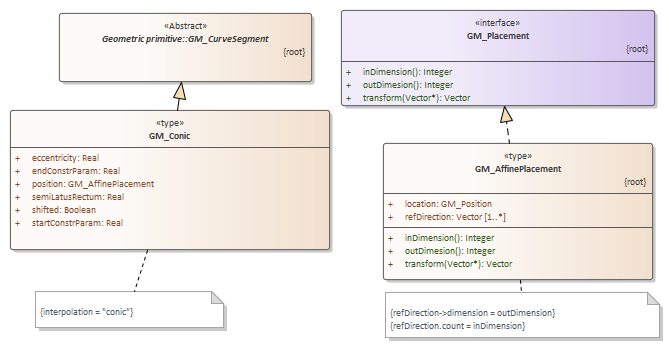 «Abstract»
Geometric primitive::GM_CurveSegment
{root}
«type»
GM_Conic
+ eccentricity: Real
+ endConstrParam: Real
+ position: GM_AffinePlacement
+ semiLatusRectum: Real
+ shifted: Boolean
+ startConstrParam: Real
{interpolation = "conic"}
«interface»
GM_Placement
{root}
+ inDimension(): Integer
+ outDimesion(): Integer
+ transform(Vector*): Vector
«type»
GM_AffinePlacement
{root}
+ location: GM_Position
+ refDirection: Vector [1..*]
+ inDimension(): Integer
+ outDimesion(): Integer
+ transform(Vector*): Vector
{refDirection->dimension = outDimension}
{refDirection.count = inDimension}